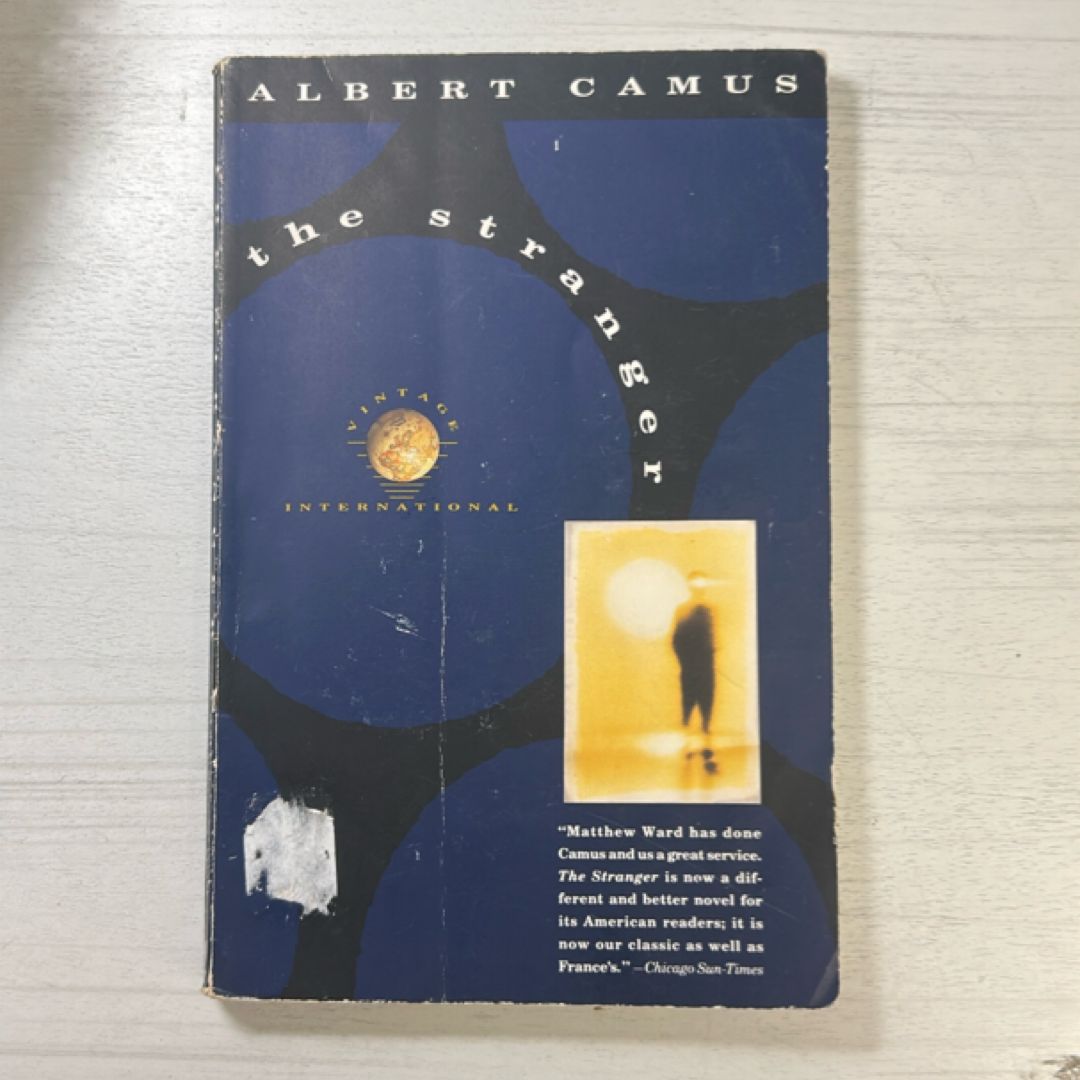 ALBERT CAMUS
the stranger
VINTAGE
INTERNATIONAL
“Matthew Ward has done
Camus and us a great service.
The Stranger is now a dif-
ferent and better novel for
its American readers; it is
now our classic as well as
France's.” —Chicago Sun-Times